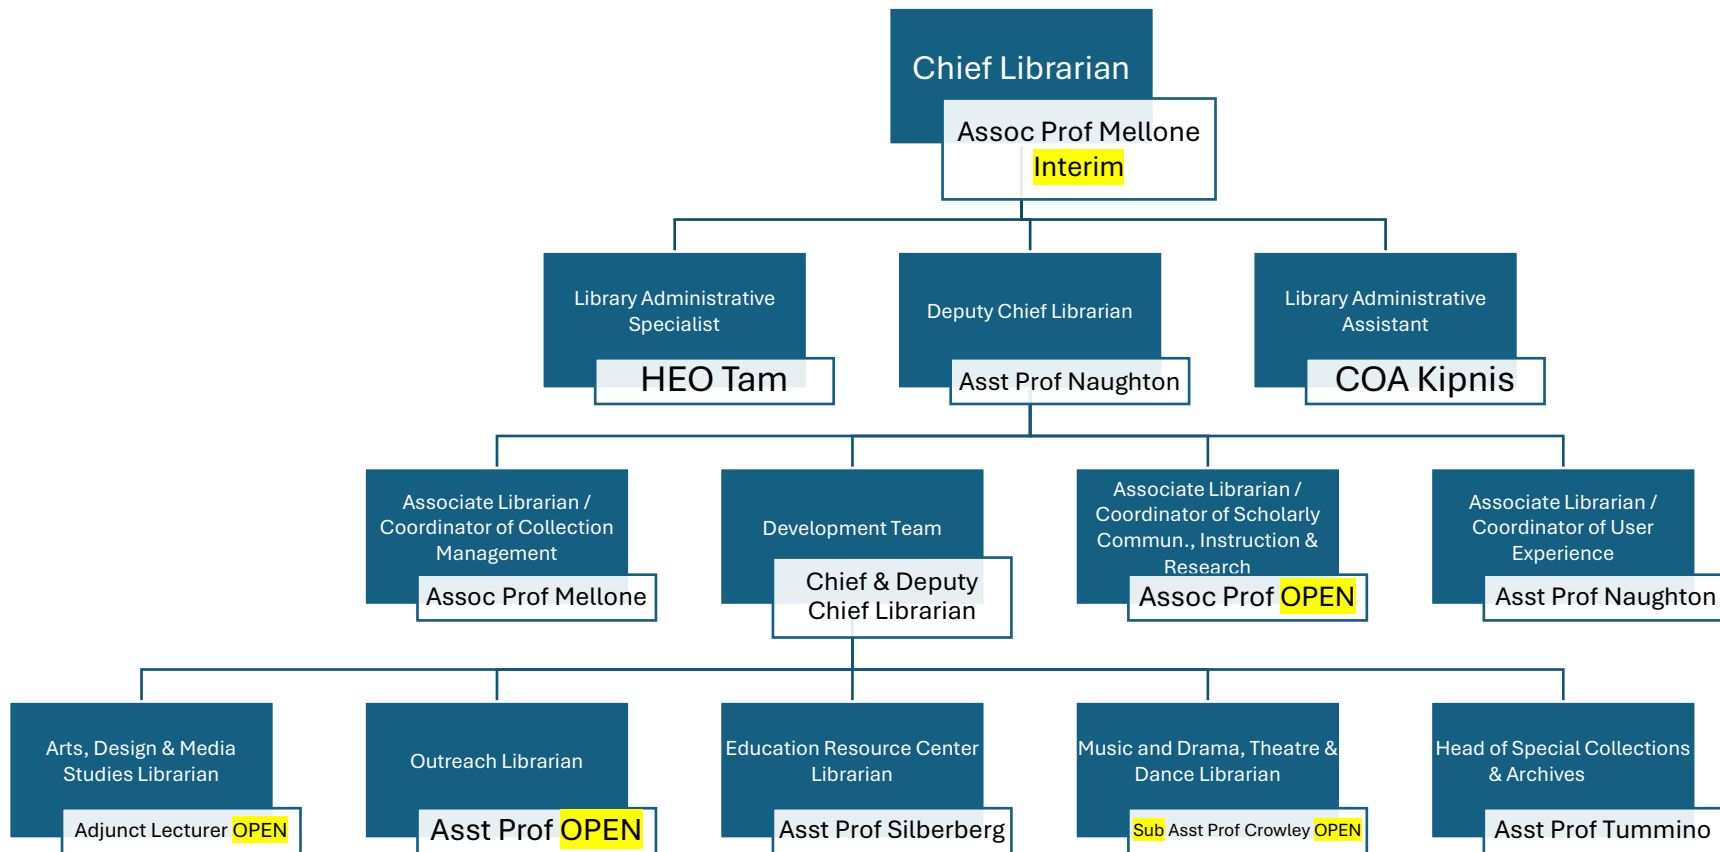 Chief Librarian
Assoc Prof Mellone
Interim
Library Administrative
Specialist
HEO Tam
Deputy Chief Librarian
Asst Prof Naughton
Library Administrative
Assistant
COA Kipnis
Associate Librarian /
Coordinator of Collection
Management
Assoc Prof Mellone
Development Team
Chief & Deputy
Chief Librarian
Associate Librarian /
Coordinator of Scholarly
Commun., Instruction &
Research
Assoc Prof OPEN
Associate Librarian /
Coordinator of User
Experience
Asst Prof Naughton
Arts, Design & Media
Studies Librarian
Adjunct Lecturer OPEN
Outreach Librarian
Asst Prof OPEN
Education Resource Center
Librarian
Asst Prof Silberberg
Music and Drama, Theatre &
Dance Librarian
Sub Asst Prof Crowley OPEN
Head of Special Collections
& Archives
Asst Prof Tummino